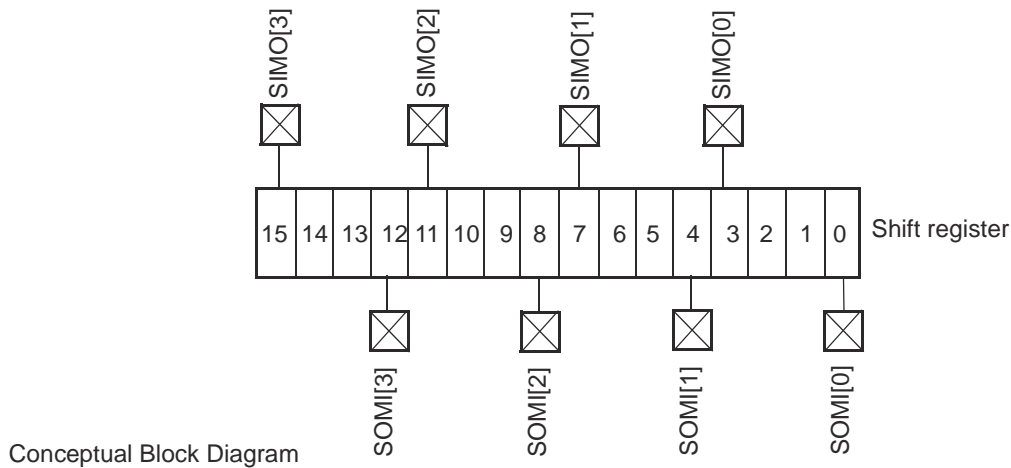 SIMO[3]
SIMO[2]
SIMO[1]
SIMO[0]
15 14 13 12 11 10 9 8 7 6 5 4 3 2 1 0
Shift register
SOMI[3]
SOMI[2]
SOMI[1]
SOMI[0]
Conceptual Block Diagram